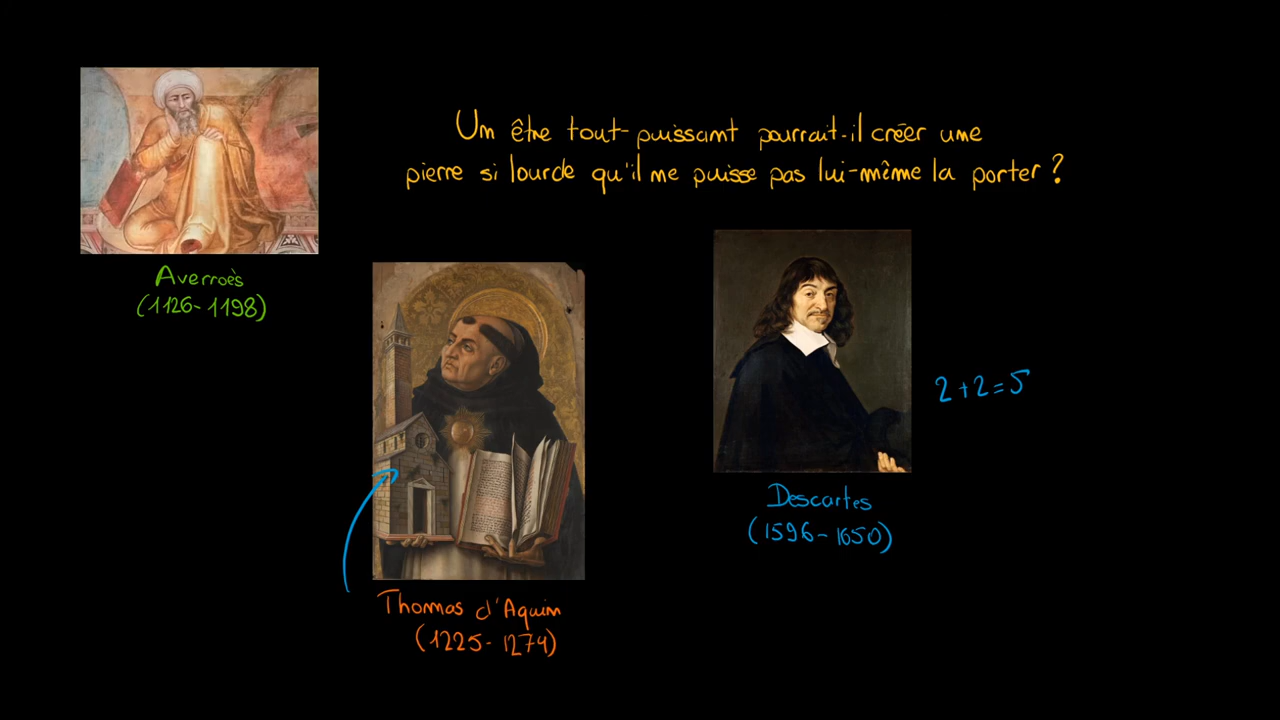 Un être tout-puissant pourrait-il créer une
pierre si lourde qu'il ne puisse pas lui-même la porter ?
Averroès
(1126-1198)
2+2=5
Descartes
(1596-1650)
Thomas d'Aquin
(1225-1274)